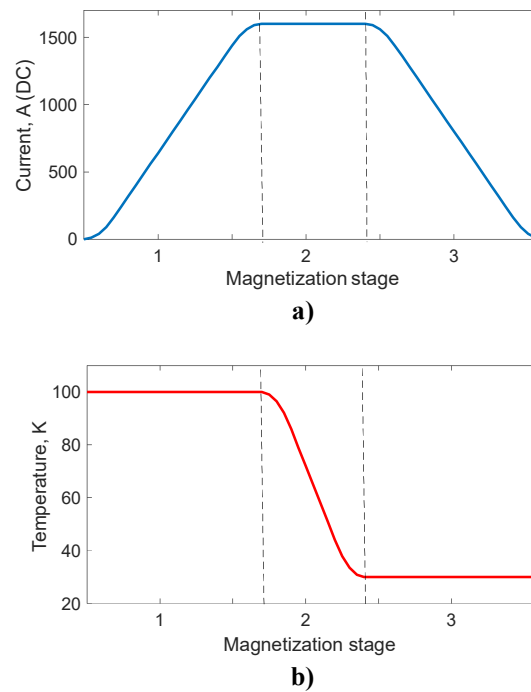 1500
1000
500
0
Current, A (DC)
1 2 3
Magnetization stage
a)
100
80
60
40
20
Temperature, K
1 2 3
Magnetization stage
b)